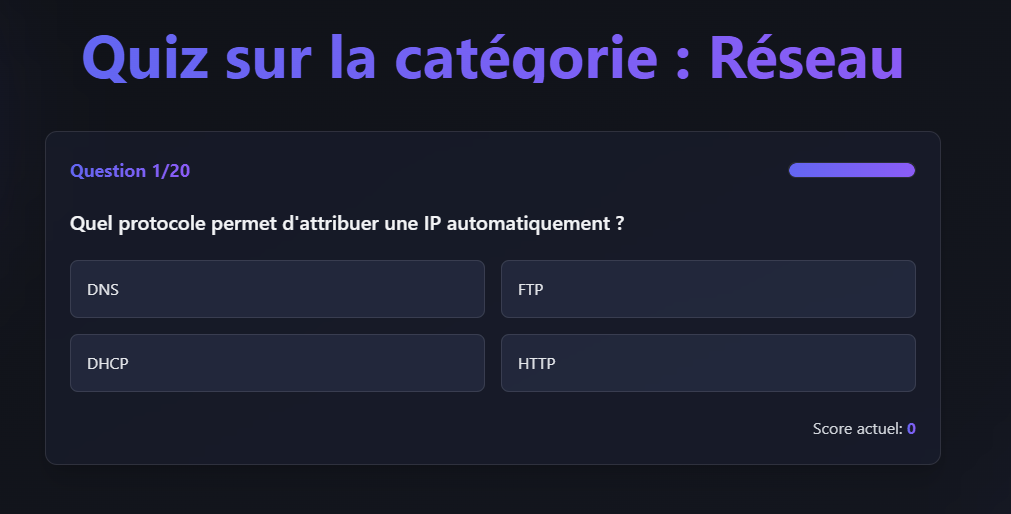 Quiz sur la catégorie : Réseau
Question 1/20
Quel protocole permet d'attribuer une IP automatiquement ?
DNS
FTP
DHCP
HTTP
Score actuel: 0